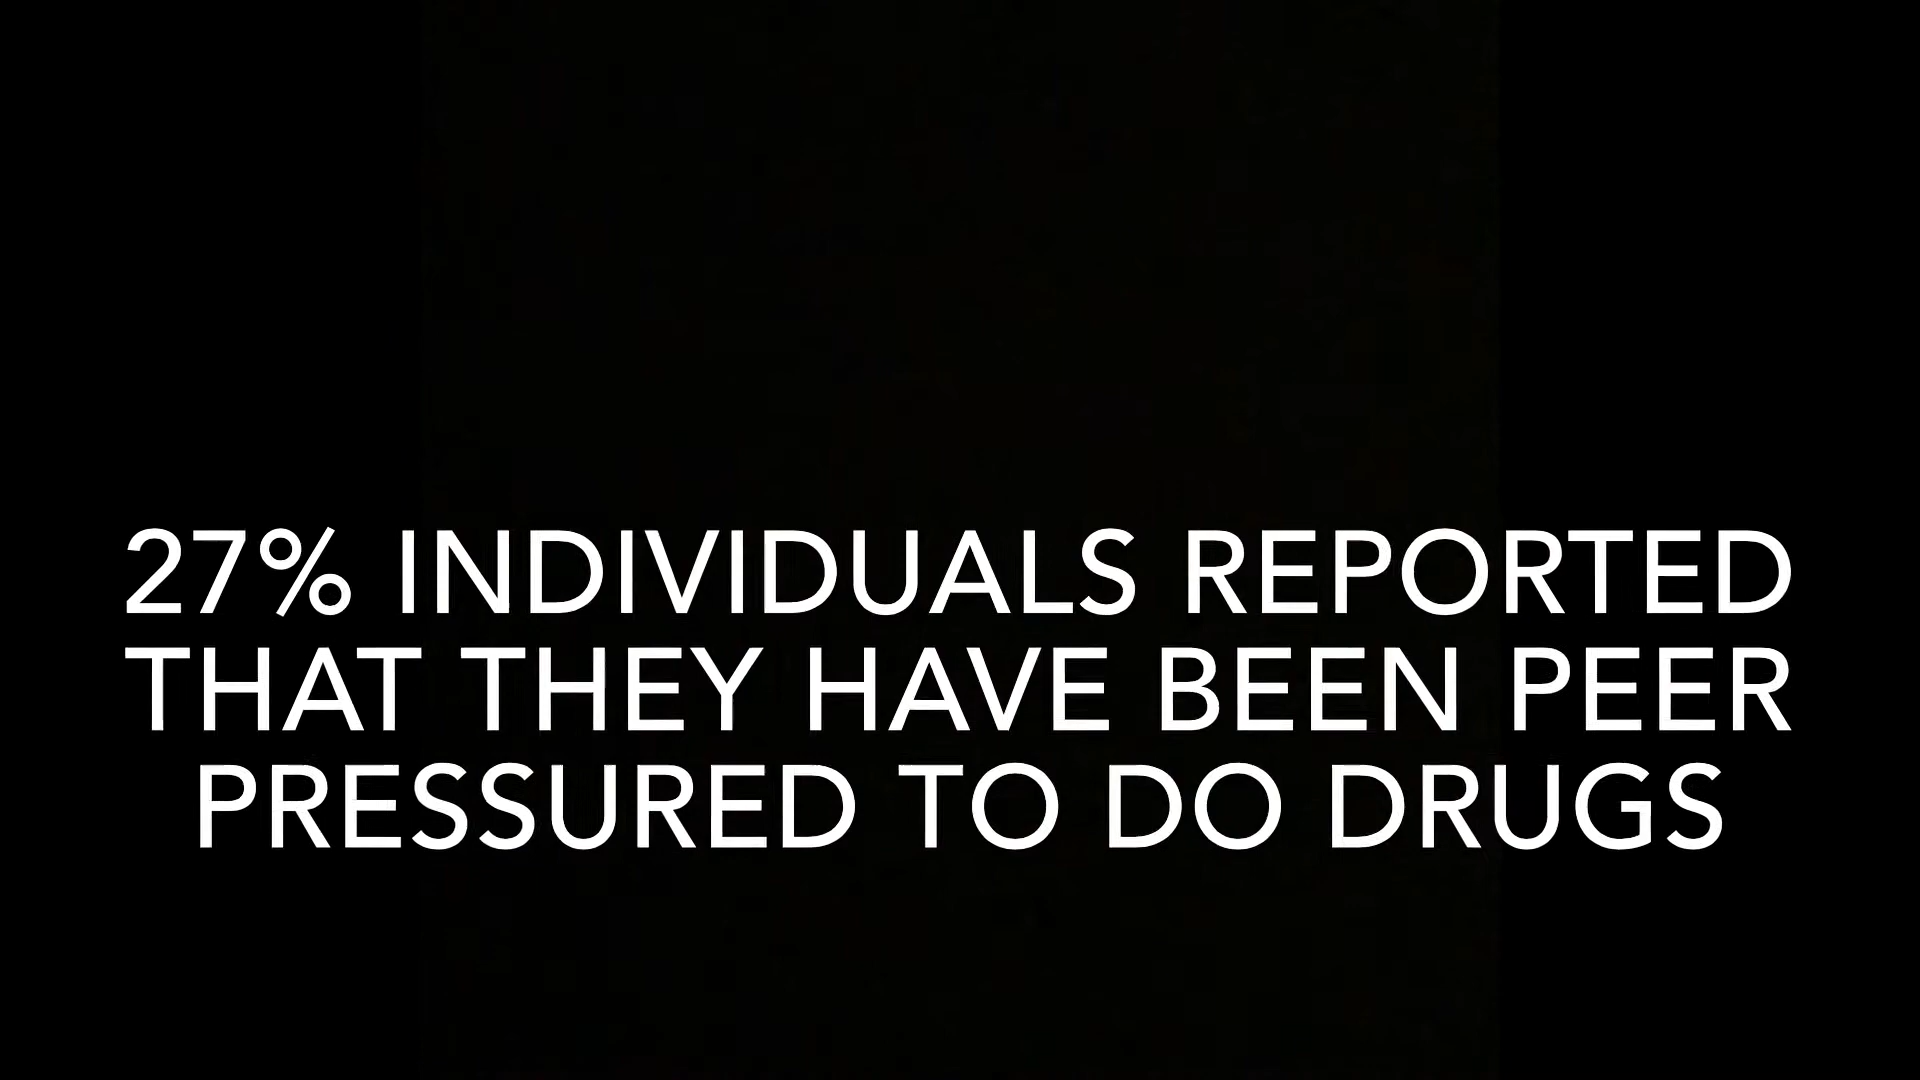 27% INDIVIDUALS REPORTED
THAT THEY HAVE BEEN PEER
PRESSURED TO DO DRUGS